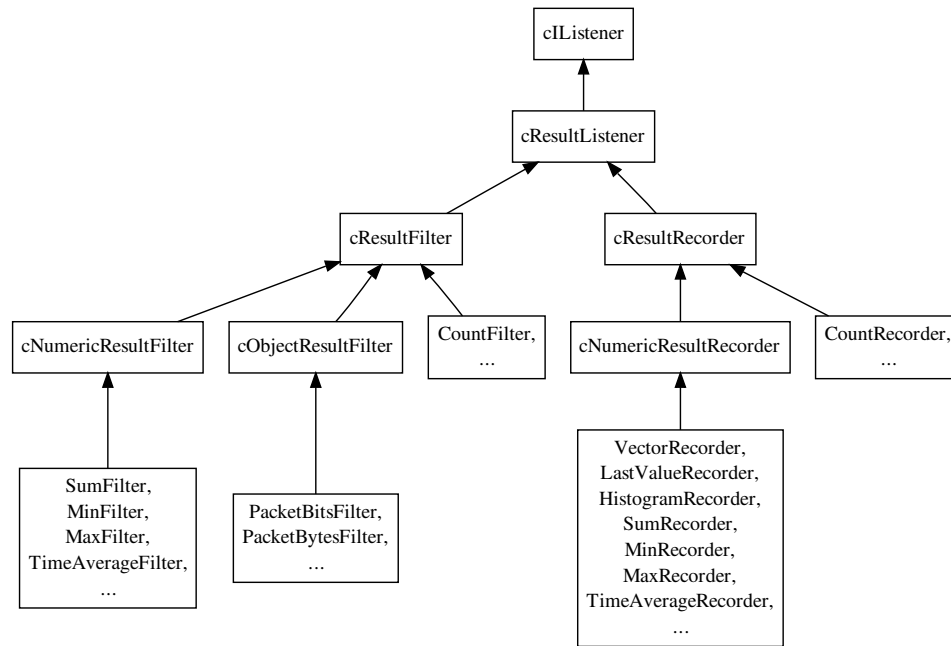 cIListener
cResultListener
cResultFilter
cResultRecorder
cNumericResultFilter
cObjectResultFilter
CountFilter,
...
cNumericResultRecorder
CountRecorder,
...
SumFilter,
MinFilter,
MaxFilter,
TimeAverageFilter,
...
PacketBitsFilter,
PacketBytesFilter,
...
VectorRecorder,
LastValueRecorder,
HistogramRecorder,
SumRecorder,
MinRecorder,
MaxRecorder,
TimeAverageRecorder,
...